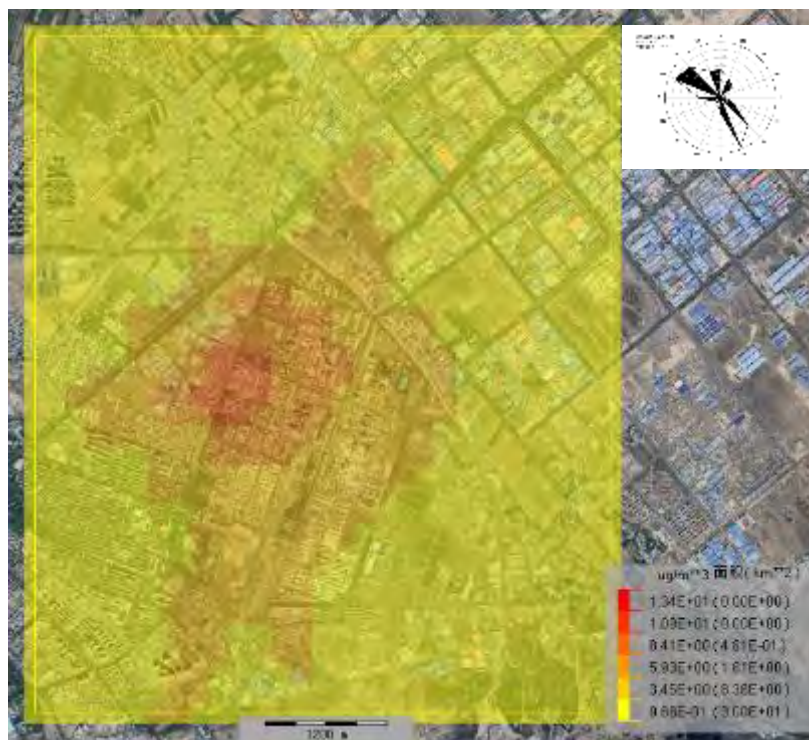 ug/m**3 面积( km**2 )
1.34E+01 ( 0.00E+00 )
1.09E+01 ( 0.00E+00 )
8.41E+00 ( 4.61E-01 )
5.93E+00 ( 1.81E+00 )
3.45E+00 ( 8.38E+00 )
9.68E-01 ( 3.00E+01 )
1200 m